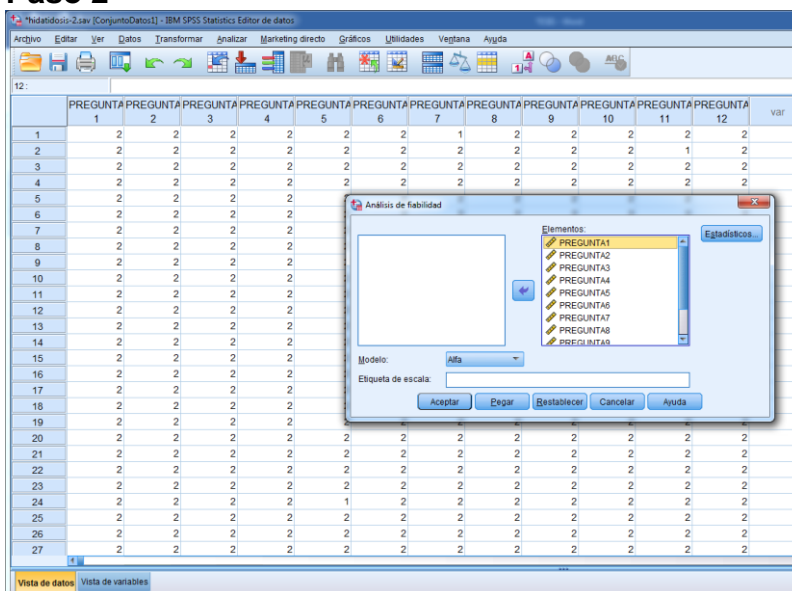 Paso 2
*hidatidosis-2.sav [ConjuntoDatos1] - IBM SPSS Statistics Editor de datos
Archivo Editar Ver Datos Transformar Analizar Marketing directo Gráficos Utilidades Ventana Ayuda
12 :
PREGUNTA 1 PREGUNTA 2 PREGUNTA 3 PREGUNTA 4 PREGUNTA 5 PREGUNTA 6 PREGUNTA 7 PREGUNTA 8 PREGUNTA 9 PREGUNTA 10 PREGUNTA 11 PREGUNTA 12 var
1 2 2 2 2 2 2 1 2 2 2 2 2
2 2 2 2 2 2 2 2 2 2 2 1 2
3 2 2 2 2 2 2 2 2 2 2 2 2
4 2 2 2 2 2 2 2 2 2 2 2 2
5 2 2 2 2
6 2 2 2 2
7 2 2 2 2
8 2 2 2 2
9 2 2 2 2
10 2 2 2 2
11 2 2 2 2
12 2 2 2 2
13 2 2 2 2
14 2 2 2 2
15 2 2 2 2
16 2 2 2 2
17 2 2 2 2
18 2 2 2 2
19 2 2 2 2
20 2 2 2 2 2 2 2 2 2 2 2 2
21 2 2 2 2 2 2 2 2 2 2 2 2
22 2 2 2 2 2 2 2 2 2 2 2 2
23 2 2 2 2 2 2 2 2 2 2 2 2
24 2 2 2 2 1 2 2 2 2 2 2 2
25 2 2 2 2 2 2 2 2 2 2 2 2
26 2 2 2 2 2 2 2 2 2 2 2 2
27 2 2 2 2 2 2 2 2 2 2 2 2
Análisis de fiabilidad
Elementos:
PREGUNTA1
PREGUNTA2
PREGUNTA3
PREGUNTA4
PREGUNTA5
PREGUNTA6
PREGUNTA7
PREGUNTA8
PREGUNTA9
Estadísticos...
Modelo: Alfa
Etiqueta de escala:
Aceptar Pegar Restablecer Cancelar Ayuda
Vista de datos Vista de variables